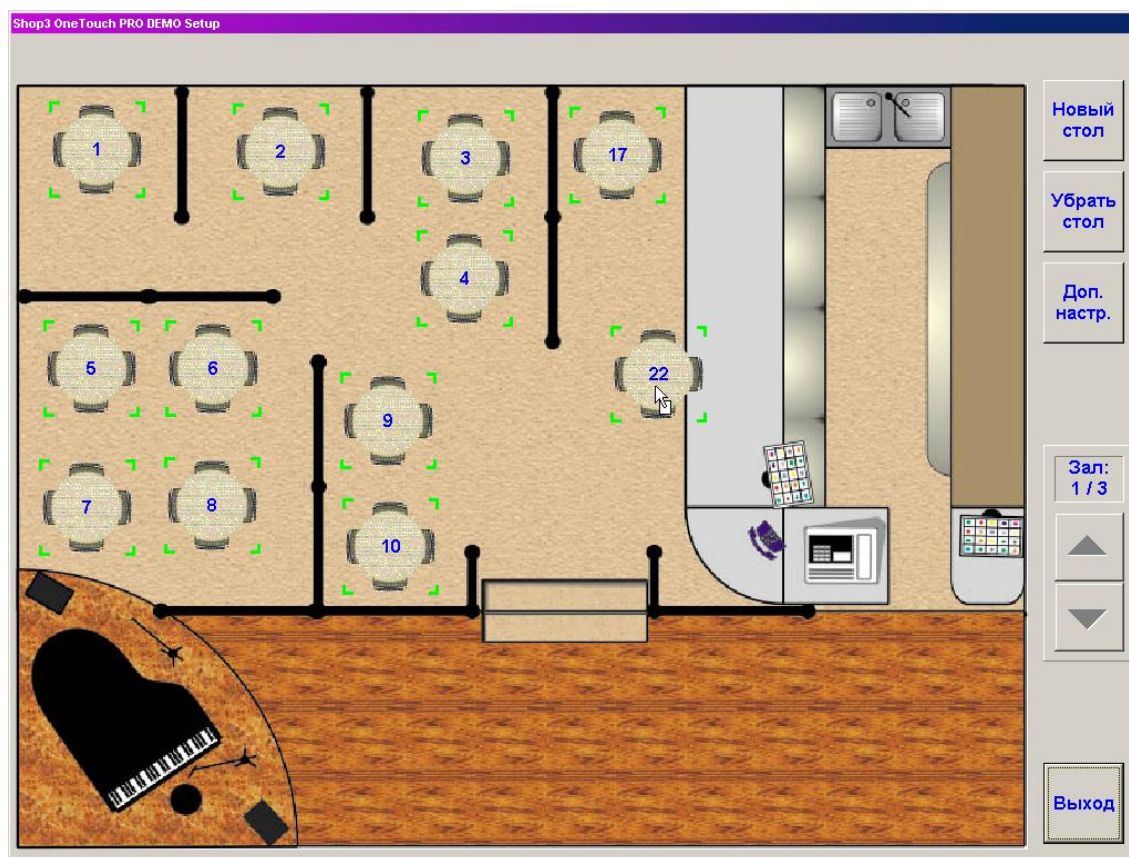 Shop3 OneTouch PRO DEMO Setup
Новый
стол
Убрать
стол
Доп.
настр.
1
2
3
17
4
22
5
6
9
7
8
10
Зал:
1 / 3
Выход